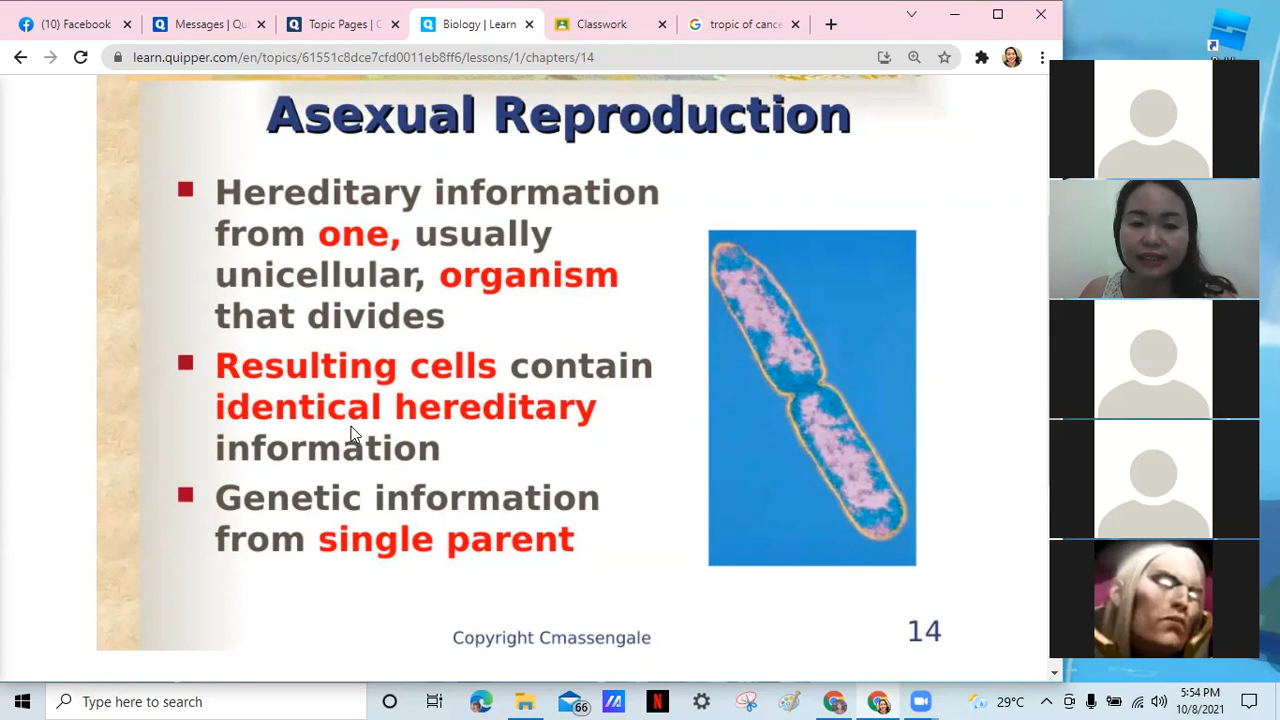 (10) Facebook
Messages | Qu
Topic Pages | C
Biology | Learn
Classwork
tropic of cance
learn.quipper.com/en/topics/61551c8dce7cfd0011eb8ff6/lessons/1/chapters/14
Asexual Reproduction
Hereditary information
from one, usually
unicellular, organism
that divides
Resulting cells contain
identical hereditary
information
Genetic information
from single parent
Copyright Cmassengale
14
Type here to search
66
29°C
5:54 PM
10/8/2021